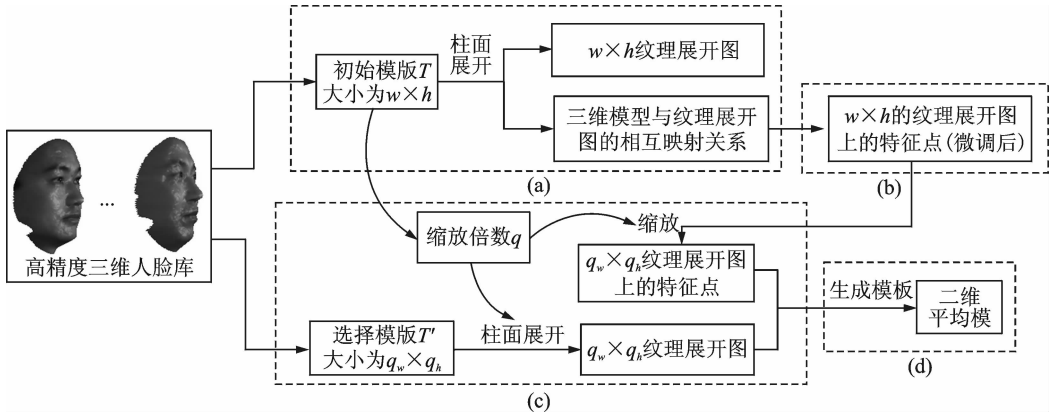 初始模版T
大小为w×h
柱面
展开
w×h纹理展开图
三维模型与纹理展开
图的相互映射关系
(a)
w×h的纹理展开图
上的特征点(微调后)
(b)
...
高精度三维人脸库
缩放倍数q
缩放
q_w×q_h纹理展开图
上的特征点
选择模版T′
大小为q_w×q_h
柱面展开
q_w×q_h纹理展开图
(c)
生成模板
二维
平均模
(d)